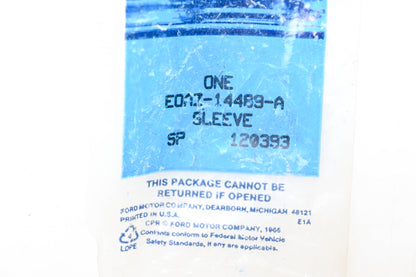 ONE
E0AZ-14489-A
SLEEVE
SP 120393
THIS PACKAGE CANNOT BE
RETURNED IF OPENED
FORD MOTOR COMPANY, DEARBORN, MICHIGAN 48121
PRINTED IN U.S.A. E1A
CPR © FORD MOTOR COMPANY, 1966
Contents conform to Federal Motor Vehicle
Safety Standards, if any are applicable.
LDPE